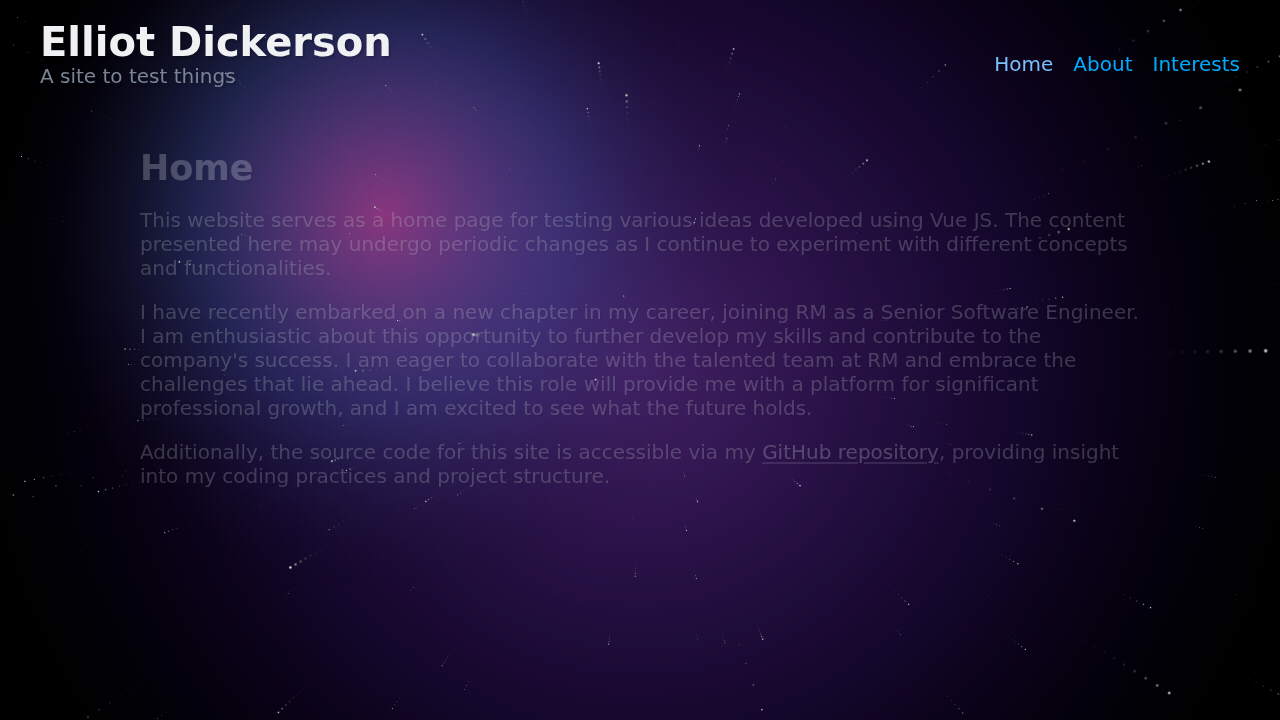 Elliot Dickerson
A site to test things
Home About Interests
Home
This website serves as a home page for testing various ideas developed using Vue JS. The content
presented here may undergo periodic changes as I continue to experiment with different concepts
and functionalities.
I have recently embarked on a new chapter in my career, joining RM as a Senior Software Engineer.
I am enthusiastic about this opportunity to further develop my skills and contribute to the
company's success. I am eager to collaborate with the talented team at RM and embrace the
challenges that lie ahead. I believe this role will provide me with a platform for significant
professional growth, and I am excited to see what the future holds.
Additionally, the source code for this site is accessible via my GitHub repository, providing insight
into my coding practices and project structure.